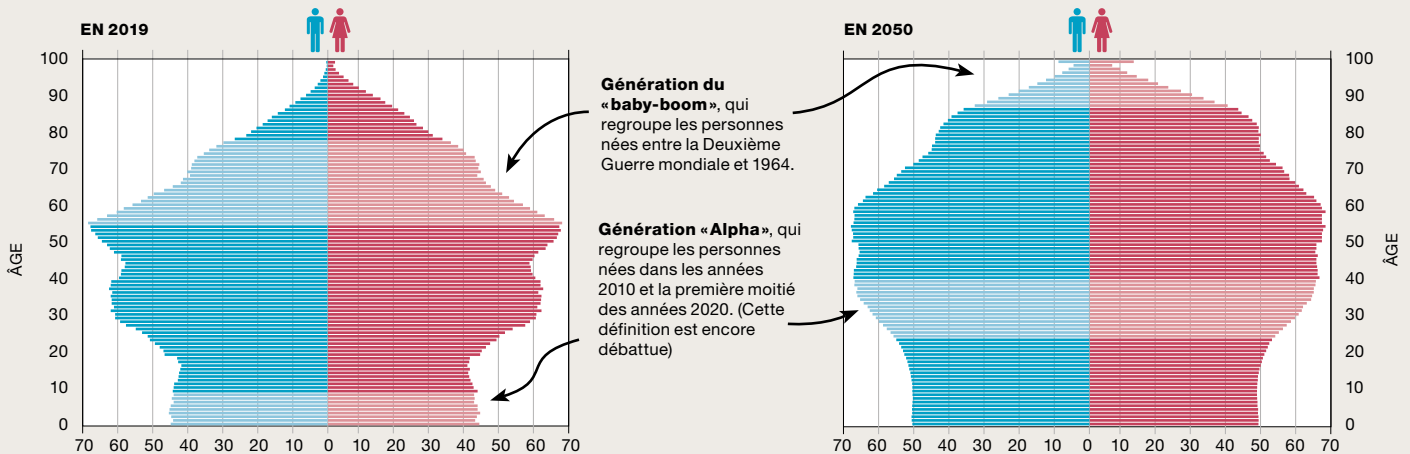 EN 2019
100
90
80
70
60
50
40
30
20
10
0
ÂGE
70 60 50 40 30 20 10 0 10 20 30 40 50 60 70
Génération du
«baby-boom», qui
regroupe les personnes
nées entre la Deuxième
Guerre mondiale et 1964.
Génération «Alpha», qui
regroupe les personnes
nées dans les années
2010 et la première moitié
des années 2020. (Cette
définition est encore
débattue)
EN 2050
100
90
80
70
60
50
40
30
20
10
0
ÂGE
70 60 50 40 30 20 10 0 10 20 30 40 50 60 70